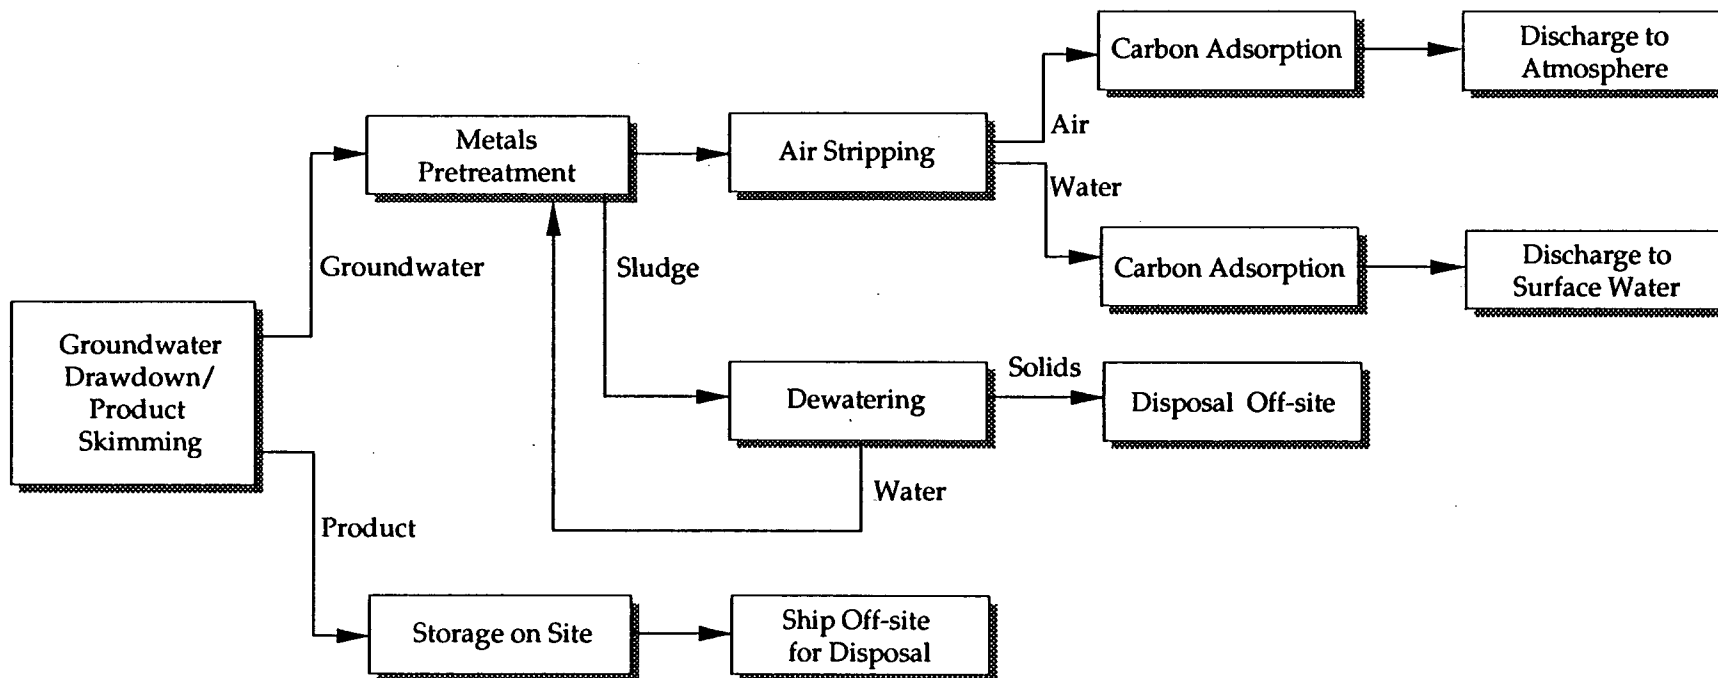 Carbon Adsorption
Discharge to
Atmosphere
Air
Metals
Pretreatment
Air Stripping
Water
Groundwater
Sludge
Carbon Adsorption
Discharge to
Surface Water
Groundwater
Drawdown/
Product
Skimming
Solids
Dewatering
Disposal Off-site
Water
Product
Storage on Site
Ship Off-site
for Disposal